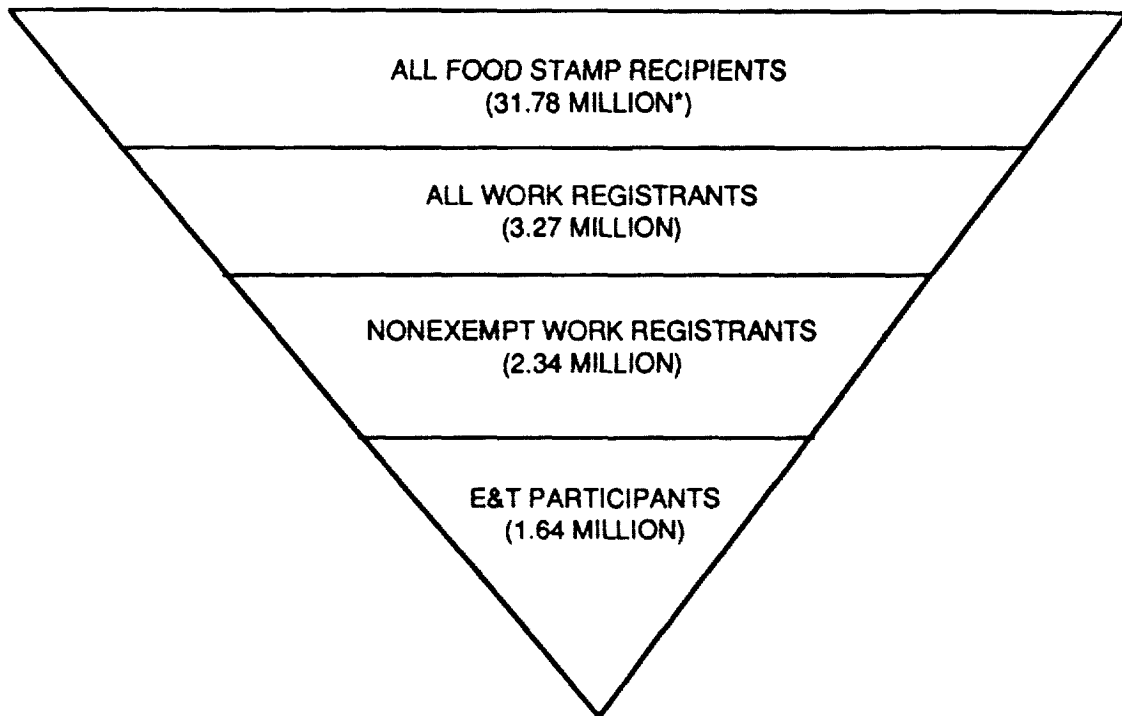 ALL FOOD STAMP RECIPIENTS
(31.78 MILLION*)
ALL WORK REGISTRANTS
(3.27 MILLION)
NONEXEMPT WORK REGISTRANTS
(2.34 MILLION)
E&T PARTICIPANTS
(1.64 MILLION)